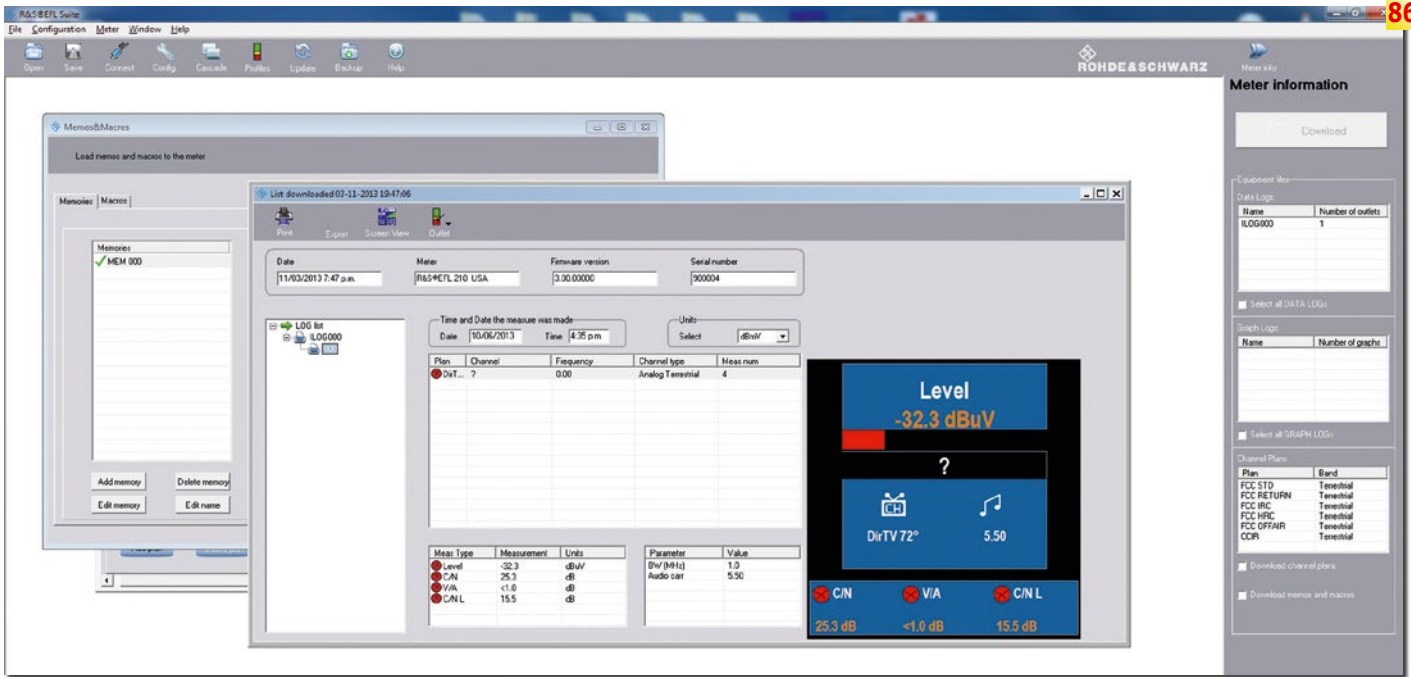 R&S®EFL Suite
86
File Configuration Meter Window Help
Open Save Connect Config Cascade Profiles Update Backup Help
ROHDE&SCHWARZ
Meter info
Meter information
Download
Memos&Macros
Load memos and macros to the meter
Memories Macros
Memories
MEM 000
Add memory Delete memory
Edit memory Edit name
List downloaded 03-11-2013 19:47:06
Print Export Screen View Outlet
Date Meter Firmware version Serial number
11/03/2013 7:47 p.m. R&S®EFL 210 USA 3.00.00000 900004
LOG list
ILOG000
Time and Date the measure was made
Date 10/06/2013 Time 4:35 p.m
Units
Select dBmV
Plan Channel Frequency Channel type Meas num
DirT... ? 0.00 Analog Terrestrial 4
Meas Type Measurement Units
Level -32.3 dBuV
C/N 25.3 dB
V/A <1.0 dB
C/N L 15.5 dB
Parameter Value
BW (MHz) 1.0
Audio carr 5.50
Level
-32.3 dBuV
?
CH
DirTV 72° 5.50
C/N V/A C/N L
25.3 dB <1.0 dB 15.5 dB
Equipment files
Data Logs
Name Number of outlets
ILOG000 1
Select all DATA LOGs
Graph Logs
Name Number of graphs
Select all GRAPH LOGs
Channel Plans
Plan Band
FCC STD Terrestrial
FCC RETURN Terrestrial
FCC IRC Terrestrial
FCC HRC Terrestrial
FCC OFFAIR Terrestrial
CCIR Terrestrial
Download channel plans
Download memos and macros